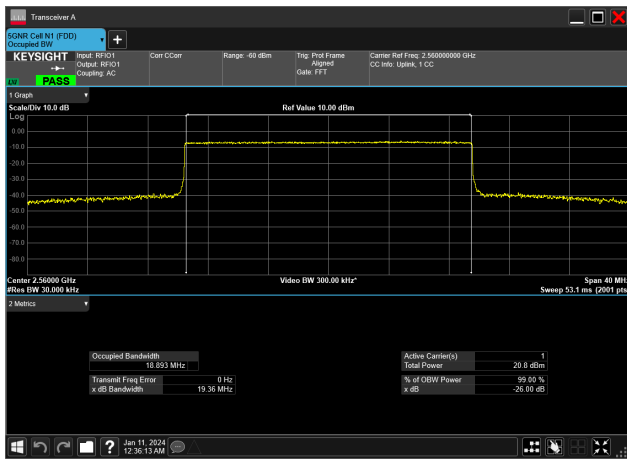 Transceiver A
5GNR Cell N1 (FDD)
Occupied BW
KEYSIGHT
LNI
PASS
Input: RFIO1
Output: RFIO1
Coupling: AC
Corr CCorr
Range: -60 dBm
Trig: Prot Frame
Aligned
Gate: FFT
Carrier Ref Freq: 2.560000000 GHz
CC Info: Uplink, 1 CC
1 Graph
Scale/Div 10.0 dB
Ref Value 10.00 dBm
Log
0.00
-10.0
-20.0
-30.0
-40.0
-50.0
-60.0
-70.0
-80.0
Center 2.56000 GHz
Video BW 300.00 kHz*
Span 40 MH
#Res BW 30.000 kHz
Sweep 53.1 ms (2001 pts
2 Metrics
Occupied Bandwidth
18.893 MHz
Transmit Freq Error 0 Hz
x dB Bandwidth 19.36 MHz
Active Carrier(s) 1
Total Power 20.8 dBm
% of OBW Power 99.00 %
x dB -26.00 dB
Jan 11, 2024
12:36:13 AM